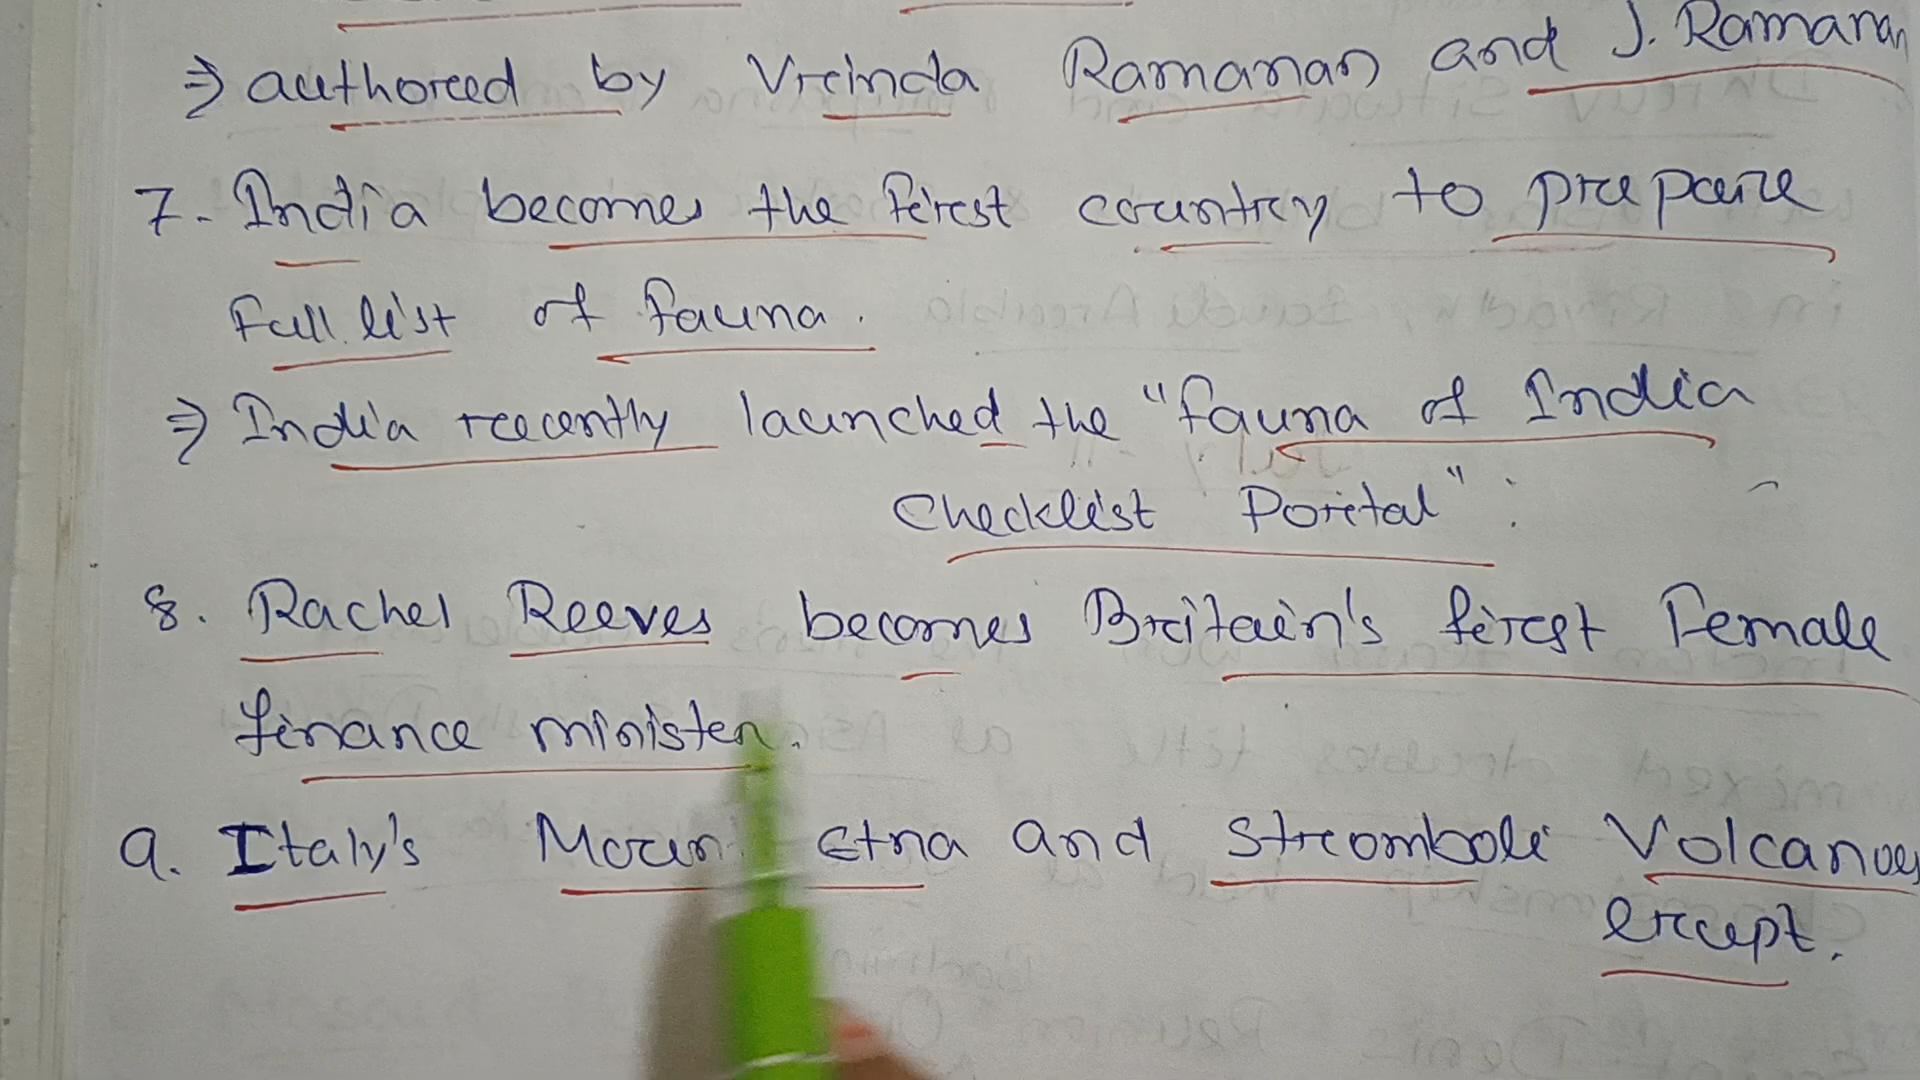 ⇒ authored by Vrinda Ramanan and J. Ramanan
7. India becomes the first country to prepare
Full list of fauna.
⇒ India recently launched the "fauna of India
Checklist Portal".
8. Rachel Reeves becomes Britain's first Female
finance minister.
9. Italy's Mount Etna and Stromboli Volcanoes
erupt.